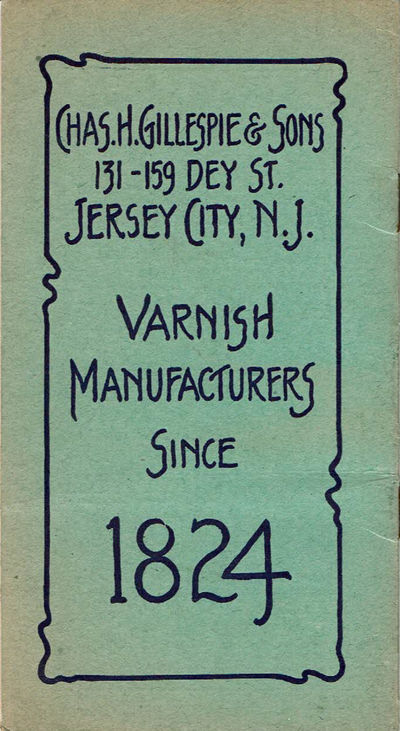 Chas. H. Gillespie & Sons
131-159 Dey St.
Jersey City, N.J.
Varnish
Manufacturers
Since
1824